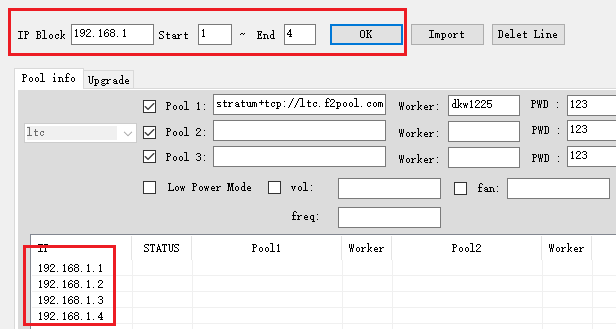 IP Block 192.168.1 Start 1 ~ End 4 OK Import Delet Line
Pool info Upgrade
Pool 1: stratum+tcp://ltc.f2pool.com Worker: dkw1225 PWD : 123
ltc
Pool 2: Worker: PWD : 123
Pool 3: Worker: PWD : 123
Low Power Mode vol: fan:
freq:
IP STATUS Pool1 Worker Pool2 Worker
192.168.1.1
192.168.1.2
192.168.1.3
192.168.1.4